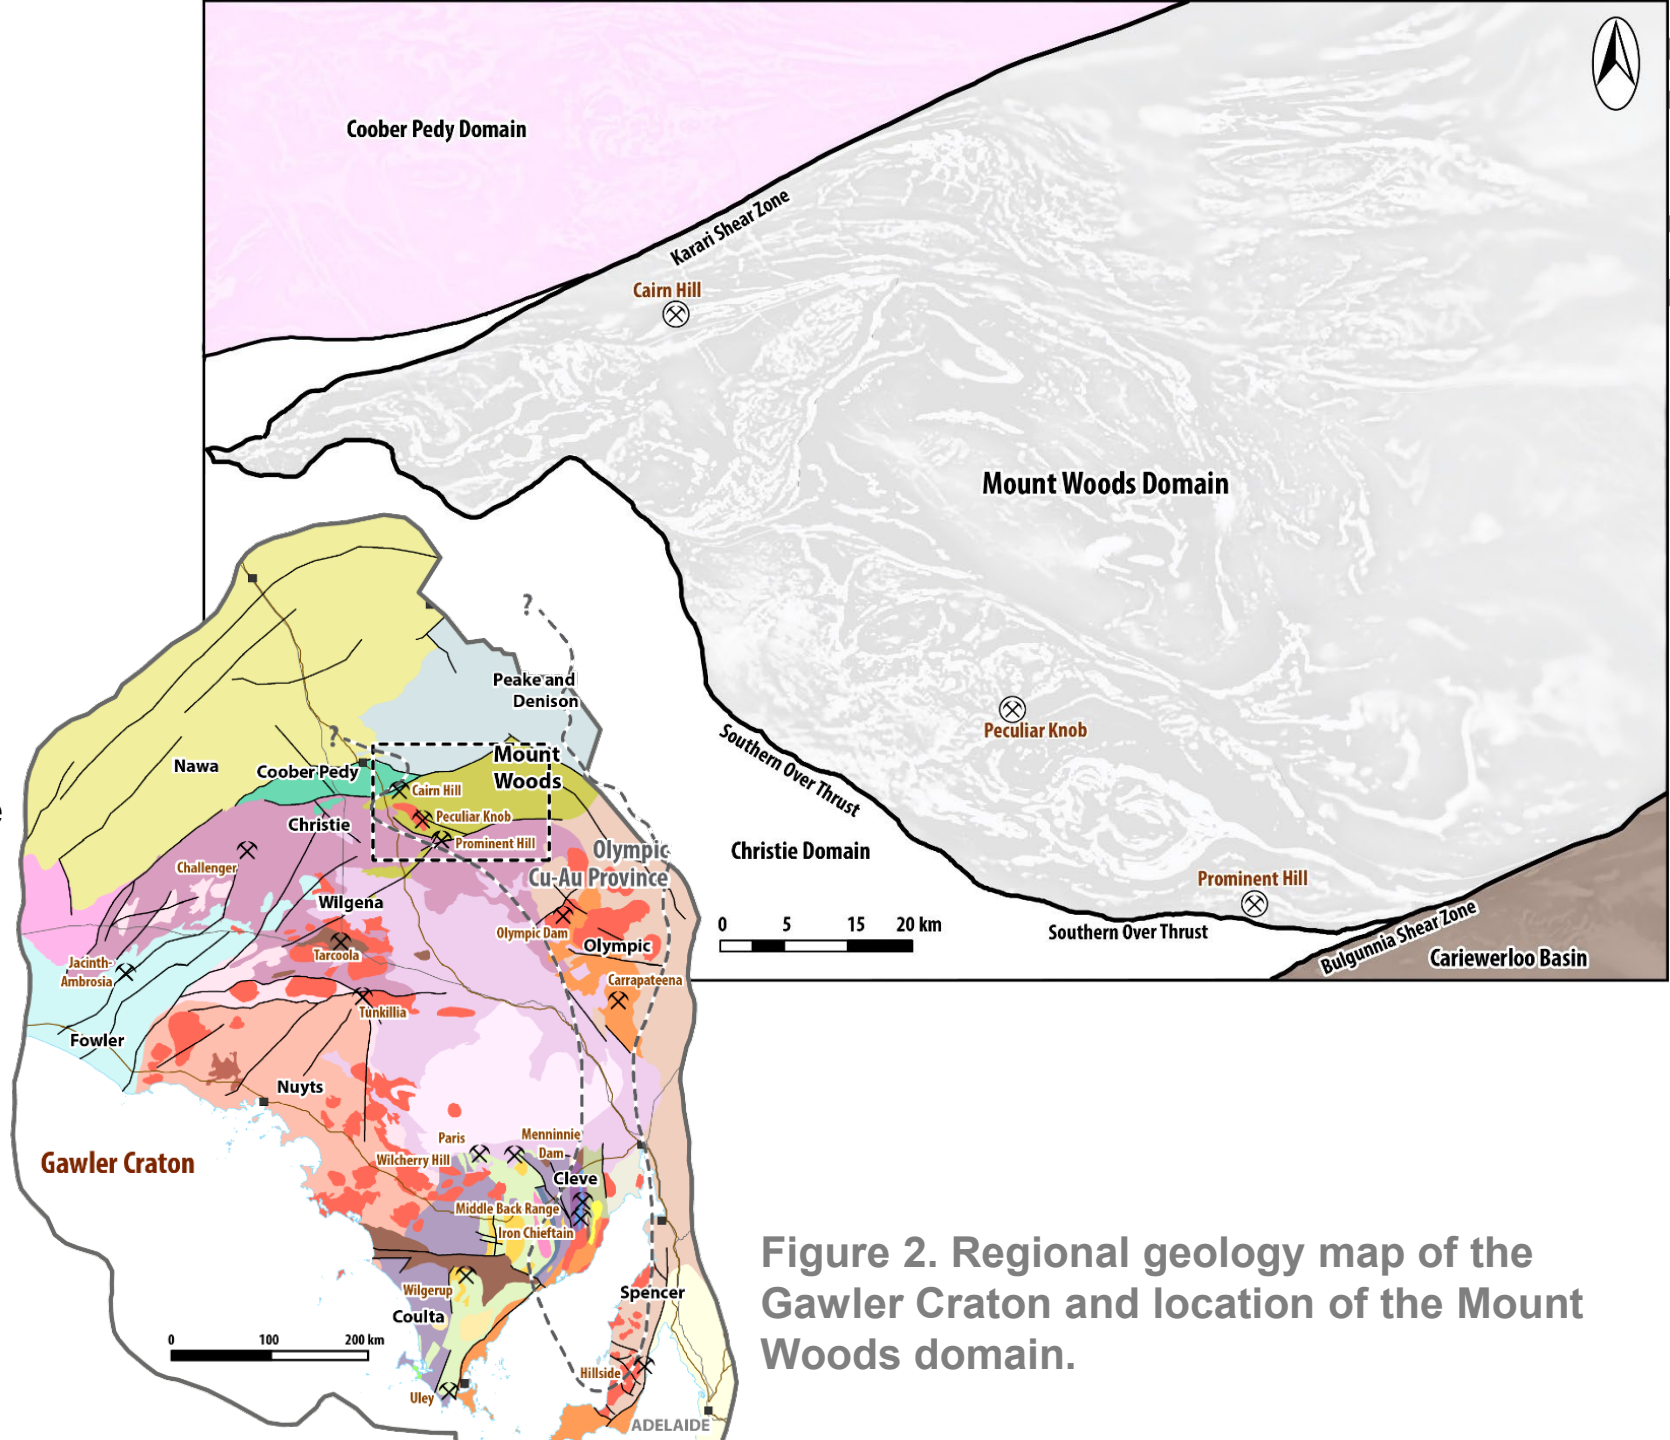 Coober Pedy Domain
Karari Shear Zone
Cairn Hill
Mount Woods Domain
Peculiar Knob
Southern Over Thrust
Christie Domain
Prominent Hill
0 5 15 20 km
Southern Over Thrust
Bulgunnia Shear Zone
Cariewerloo Basin
?
Peake and
Denison
?
Nawa
Coober Pedy
Mount
Woods
Cairn Hill
Peculiar Knob
Christie
Prominent Hill
Challenger
Olympic
Cu-Au Province
Wilgena
Olympic Dam
Olympic
Tarcoola
Jacinth-
Ambrosia
Carrapateena
Tunkillia
Fowler
Nuyts
Gawler Craton
Paris
Menninnie
Dam
Wilcherry Hill
Cleve
Middle Back Range
Iron Chieftain
Wilgerup
Spencer
Coulta
0 100 200 km
Hillside
Uley
ADELAIDE
Figure 2. Regional geology map of the
Gawler Craton and location of the Mount
Woods domain.